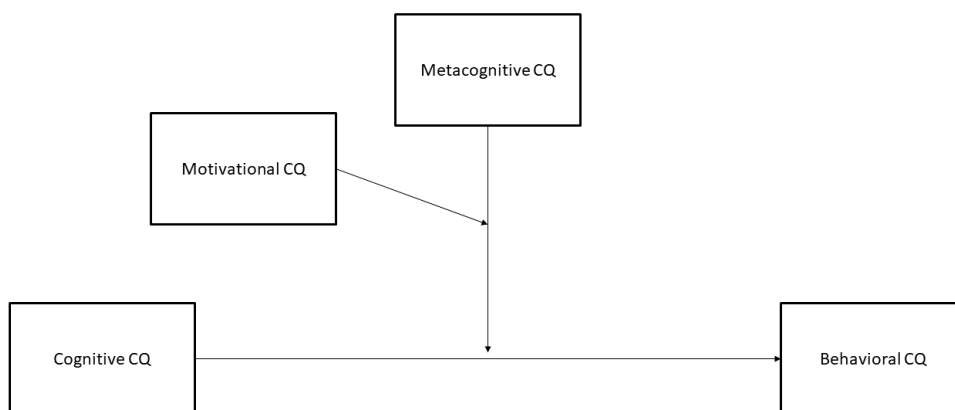 Metacognitive CQ
Motivational CQ
Cognitive CQ
Behavioral CQ